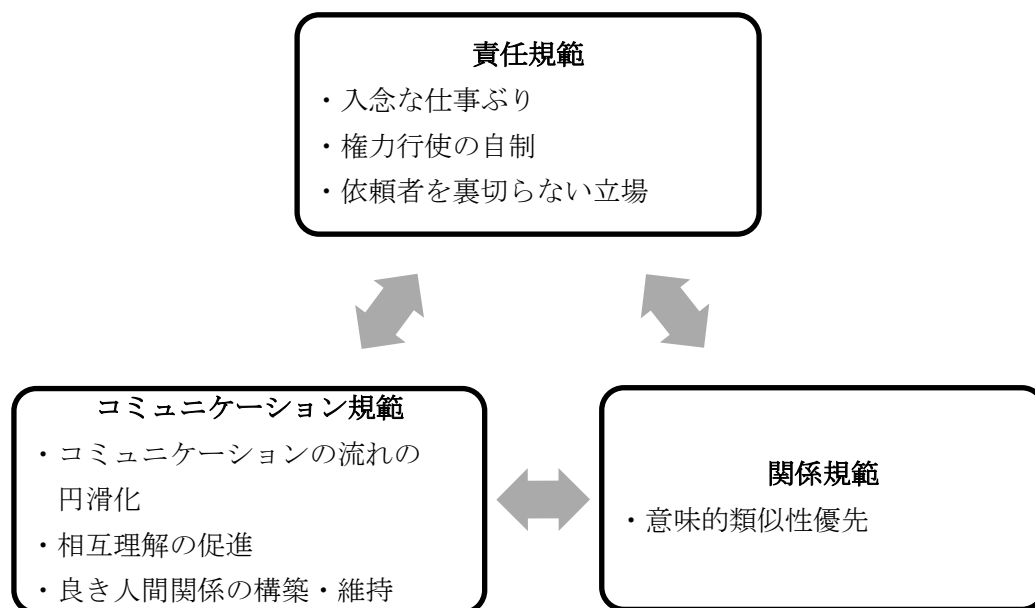 責任規範
・入念な仕事ぶり
・権力行使の自制
・依頼者を裏切らない立場
コミュニケーション規範
・コミュニケーションの流れの
円滑化
・相互理解の促進
・良き人間関係の構築・維持
関係規範
・意味的類似性優先